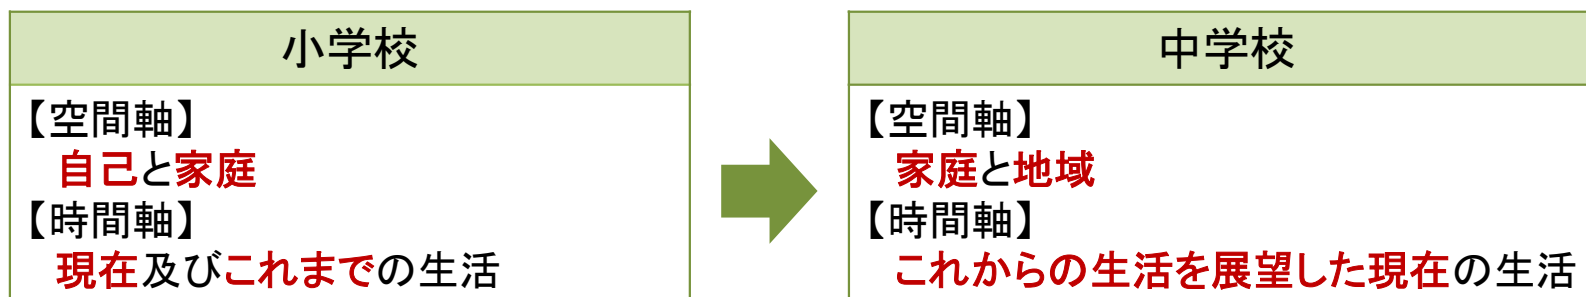 小学校
【空間軸】
自己と家庭
【時間軸】
現在及びこれまでの生活
中学校
【空間軸】
家庭と地域
【時間軸】
これからの生活を展望した現在の生活